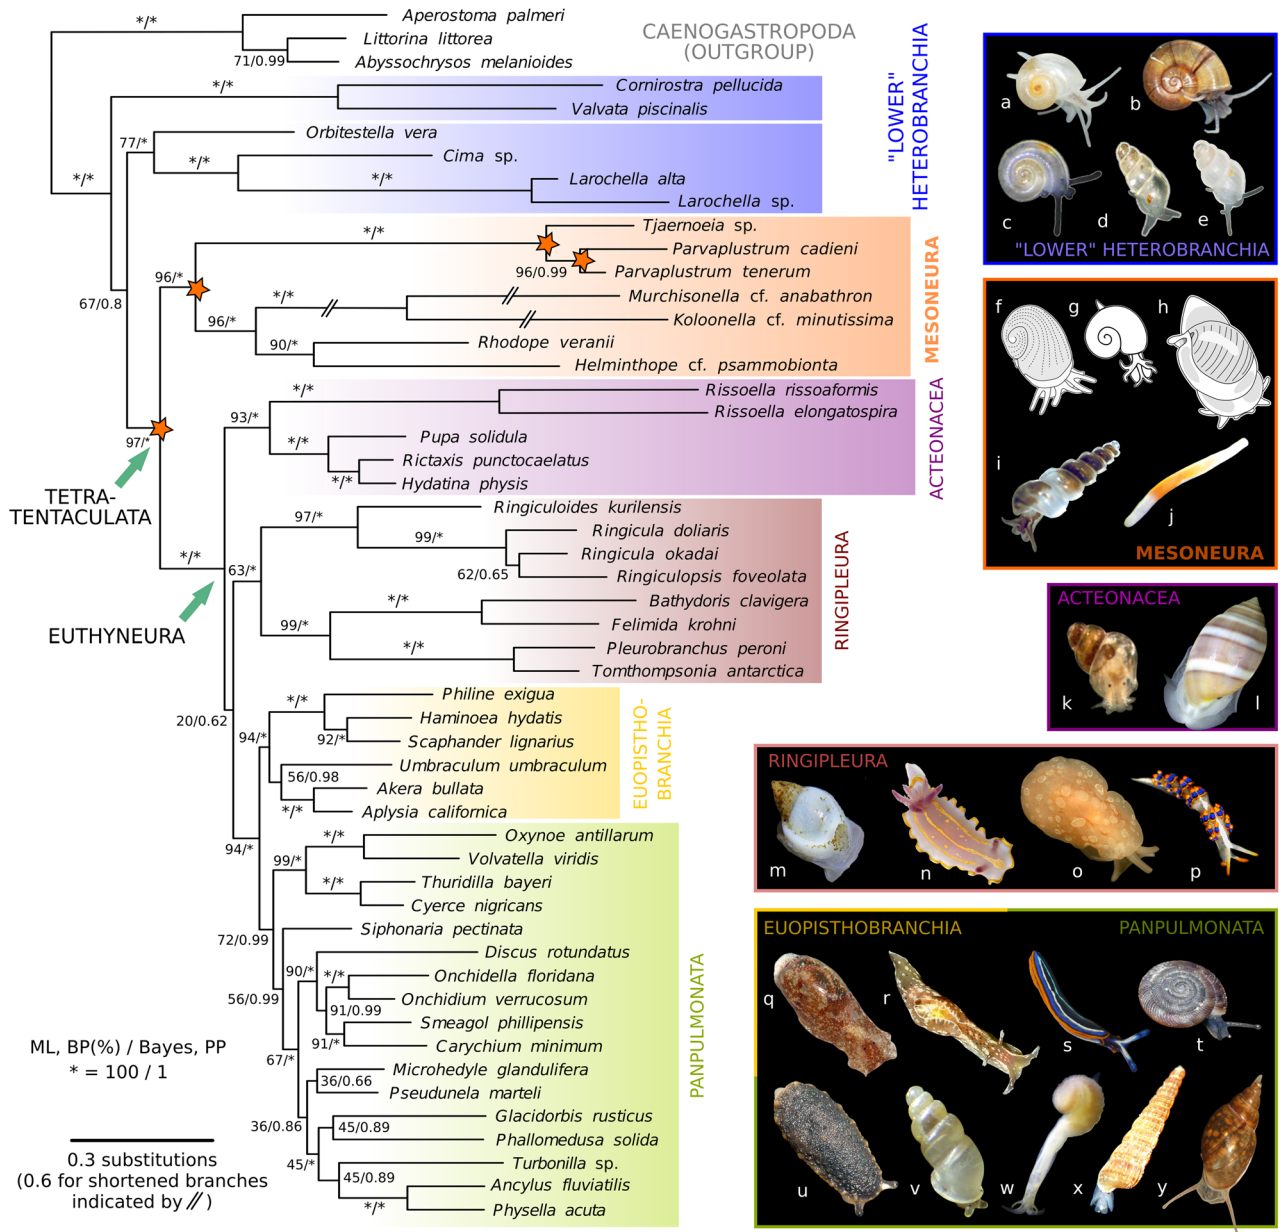 */*
Aperostoma palmeri
Littorina littorea
71/0.99
Abyssochrysos melanioides
CAENOGASTROPODA
(OUTGROUP)
*/*
Cornirostra pellucida
Valvata piscinalis
77/*
Orbitestella vera
*/*
Cima sp.
*/*
*/*
Larochella alta
Larochella sp.
"LOWER"
HETEROBRANCHIA
*/*
Tjaernoeia sp.
Parvaplustrum cadieni
96/0.99
Parvaplustrum tenerum
96/*
67/0.8
*/*
//
//
Murchisonella cf. anabathron
96/*
//
Koloonella cf. minutissima
90/*
Rhodope veranii
Helminthope cf. psammobionta
MESONEURA
97/*
TETRA-
TENTACULATA
*/*
Rissoella rissoaformis
93/*
Rissoella elongatospira
*/*
Pupa solidula
Rictaxis punctocaelatus
*/*
Hydatina physis
ACTEONACEA
*/*
EUTHYNEURA
97/*
Ringiculoides kurilensis
99/*
Ringicula doliaris
Ringicula okadai
62/0.65
Ringiculopsis foveolata
63/*
*/*
Bathydoris clavigera
99/*
Felimida krohni
*/*
Pleurobranchus peroni
Tomthompsonia antarctica
RINGIPLEURA
20/0.62
*/*
Philine exigua
Haminoea hydatis
92/*
Scaphander lignarius
94/*
Umbraculum umbraculum
56/0.98
Akera bullata
*/*
Aplysia californica
EUOPISTHO-
BRANCHIA
94/*
*/*
Oxynoe antillarum
Volvatella viridis
99/*
*/*
Thuridilla bayeri
Cyerce nigricans
72/0.99
Siphonaria pectinata
Discus rotundatus
90/*
*/*
Onchidella floridana
56/0.99
Onchidium verrucosum
91/0.99
Smeagol phillipensis
91/*
Carychium minimum
67/*
Microhedyle glandulifera
36/0.66
Pseudunela marteli
36/0.86
Glacidorbis rusticus
45/0.89
Phallomedusa solida
45/*
Turbonilla sp.
45/0.89
Ancylus fluviatilis
*/*
Physella acuta
PANPULMONATA
ML, BP(%) / Bayes, PP
* = 100 / 1
0.3 substitutions
(0.6 for shortened branches
indicated by // )
a
b
c
d
e
"LOWER" HETEROBRANCHIA
f
g
h
i
j
MESONEURA
ACTEONACEA
k
l
RINGIPLEURA
m
n
o
p
EUOPISTHOBRANCHIA
PANPULMONATA
q
r
s
t
u
v
w
x
y